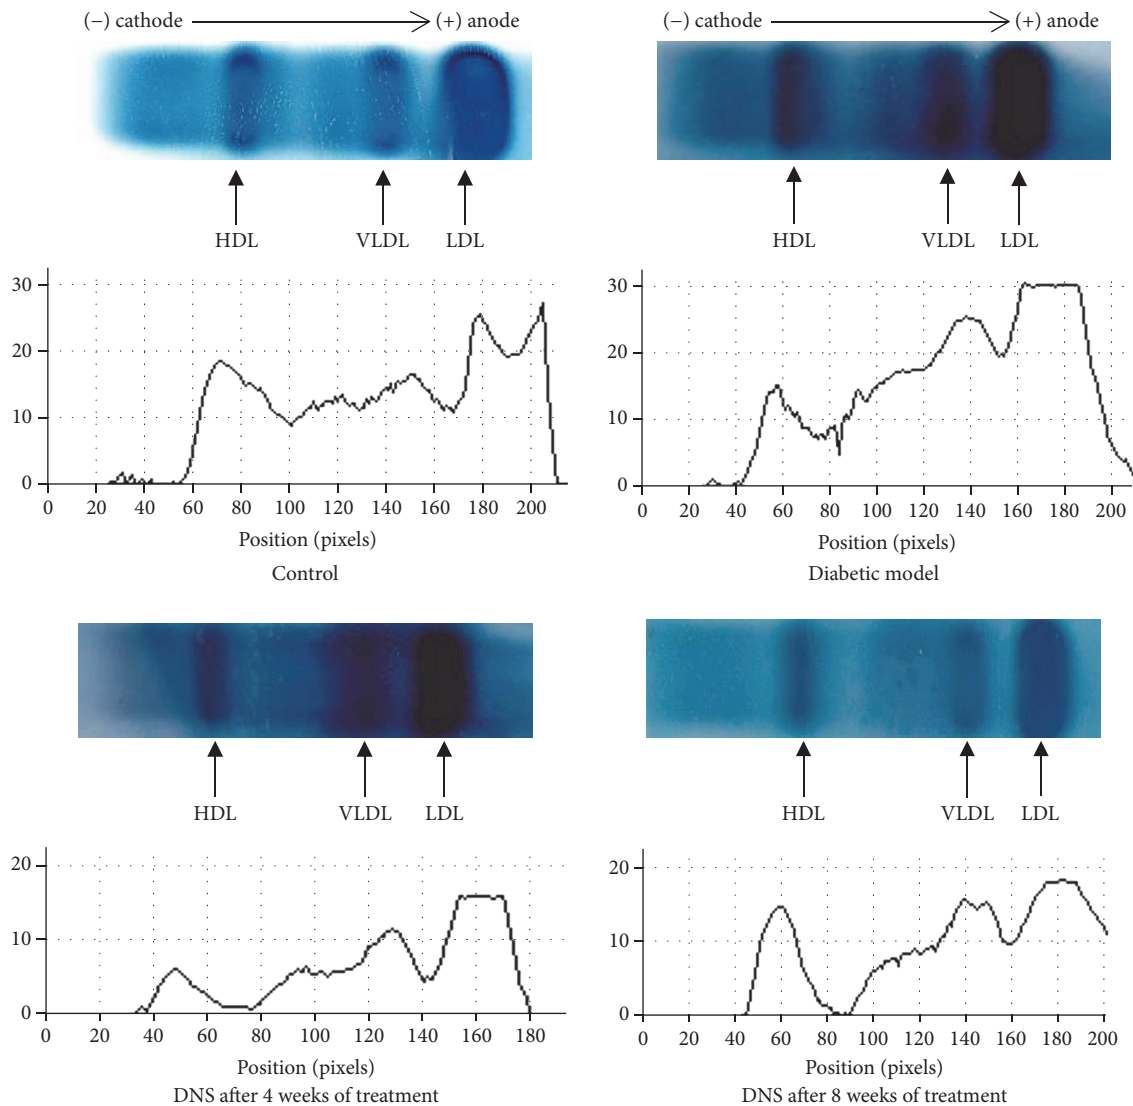 (−) cathode (+) anode
HDL VLDL LDL
30
20
10
0
0 20 40 60 80 100 120 140 160 180 200
Position (pixels)
Control
(−) cathode (+) anode
HDL VLDL LDL
30
20
10
0
0 20 40 60 80 100 120 140 160 180 200
Position (pixels)
Diabetic model
HDL VLDL LDL
20
10
0
0 20 40 60 80 100 120 140 160 180
Position (pixels)
DNS after 4 weeks of treatment
HDL VLDL LDL
20
10
0
0 20 40 60 80 100 120 140 160 180 200
Position (pixels)
DNS after 8 weeks of treatment